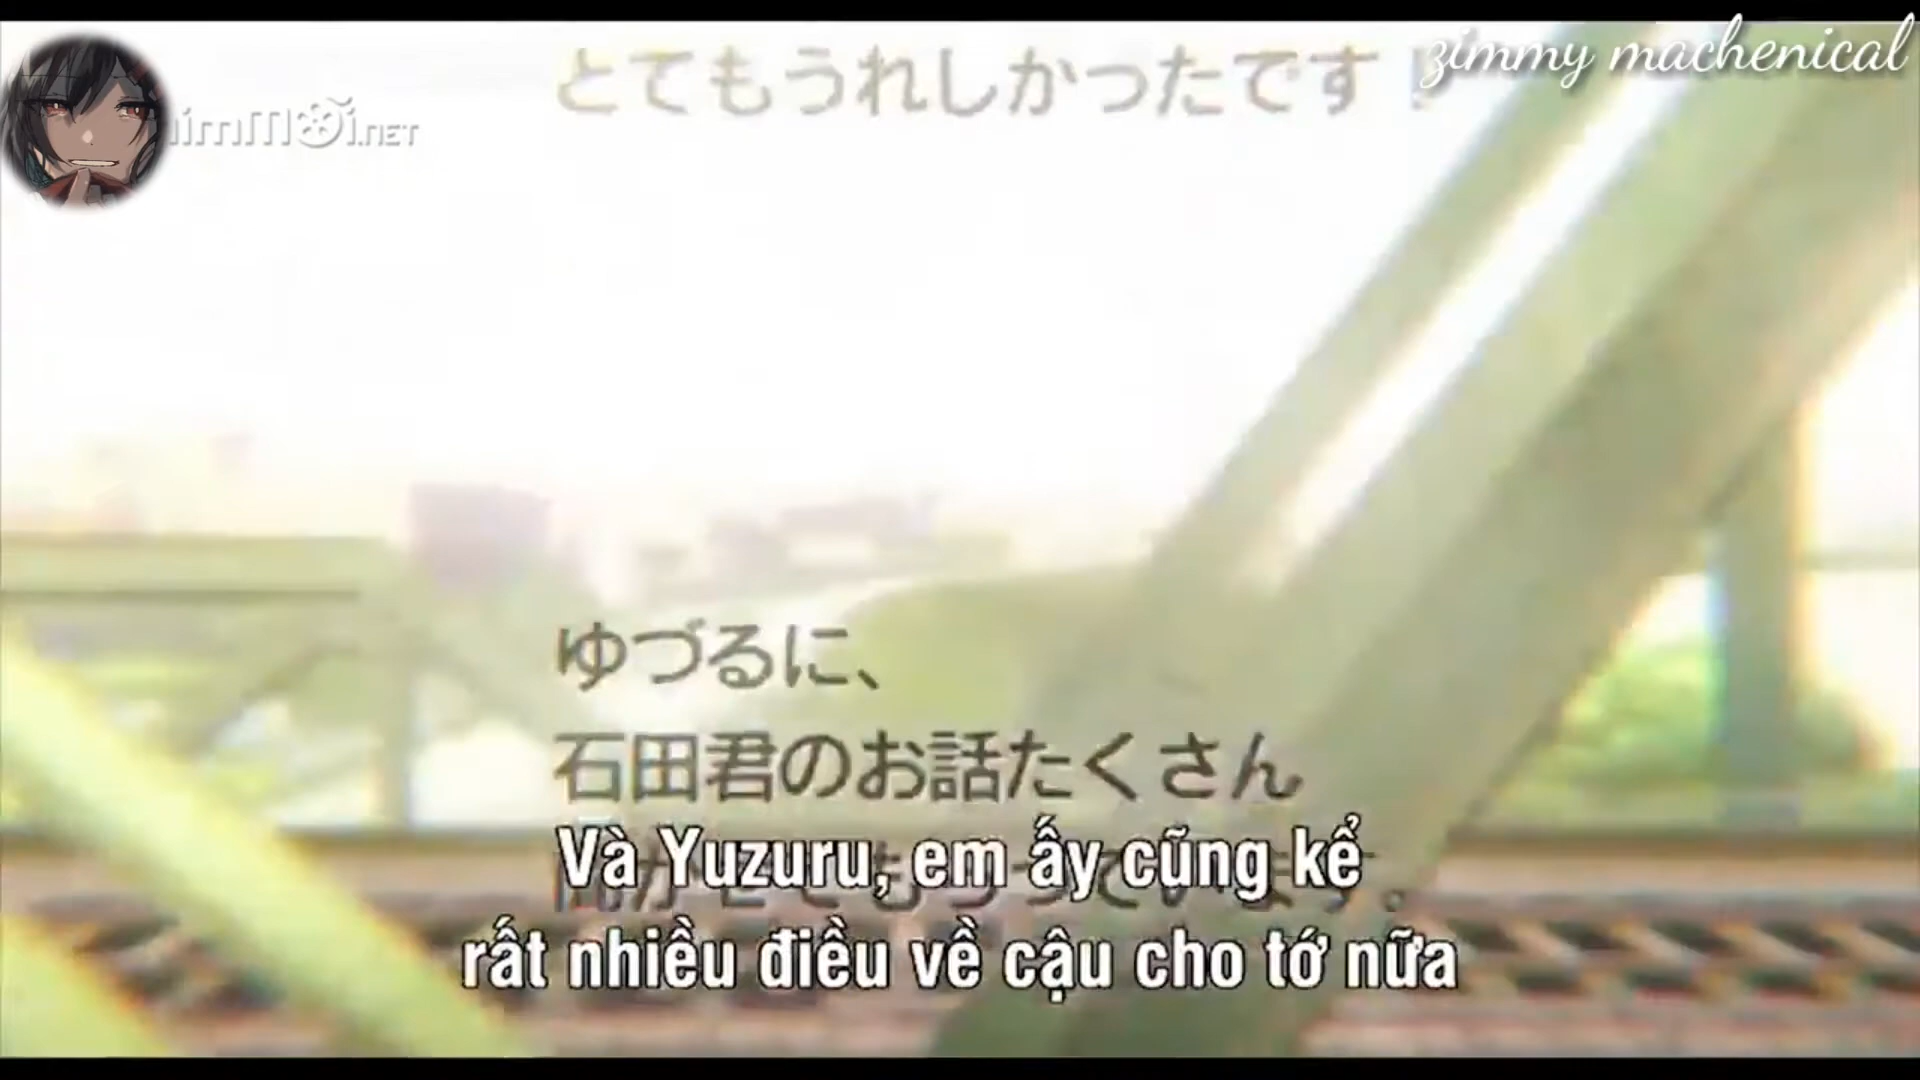 zimmy machenical
とてもうれしかったです！
ゆづるに、
石田君のお話たくさん
Và Yuzuru, em ấy cũng kể
rất nhiều điều về cậu cho tớ nữa